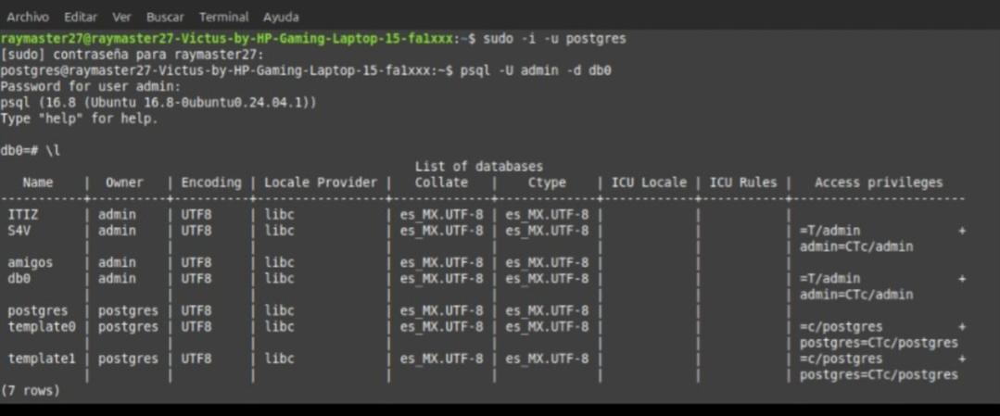 Archivo Editar Ver Buscar Terminal Ayuda
raymaster27@raymaster27-Victus-by-HP-Gaming-Laptop-15-fa1xxx:~$ sudo -i -u postgres
[sudo] contraseña para raymaster27:
postgres@raymaster27-Victus-by-HP-Gaming-Laptop-15-fa1xxx:~$ psql -U admin -d db0
Password for user admin:
psql (16.8 (Ubuntu 16.8-0ubuntu0.24.04.1))
Type "help" for help.

db0=# \l
                                                   List of databases
   Name    |  Owner   | Encoding | Locale Provider |   Collate   |    Ctype    | ICU Locale | ICU Rules |   Access privileges
-----------+----------+----------+-----------------+-------------+-------------+------------+-----------+-----------------------
 ITIZ      | admin    | UTF8     | libc            | es_MX.UTF-8 | es_MX.UTF-8 |            |           |
 S4V       | admin    | UTF8     | libc            | es_MX.UTF-8 | es_MX.UTF-8 |            |           | =T/admin             +
           |          |          |                 |             |             |            |           | admin=CTc/admin
 amigos    | admin    | UTF8     | libc            | es_MX.UTF-8 | es_MX.UTF-8 |            |           |
 db0       | admin    | UTF8     | libc            | es_MX.UTF-8 | es_MX.UTF-8 |            |           | =T/admin             +
           |          |          |                 |             |             |            |           | admin=CTc/admin
 postgres  | postgres | UTF8     | libc            | es_MX.UTF-8 | es_MX.UTF-8 |            |           |
 template0 | postgres | UTF8     | libc            | es_MX.UTF-8 | es_MX.UTF-8 |            |           | =c/postgres          +
           |          |          |                 |             |             |            |           | postgres=CTc/postgres
 template1 | postgres | UTF8     | libc            | es_MX.UTF-8 | es_MX.UTF-8 |            |           | =c/postgres          +
           |          |          |                 |             |             |            |           | postgres=CTc/postgres
(7 rows)